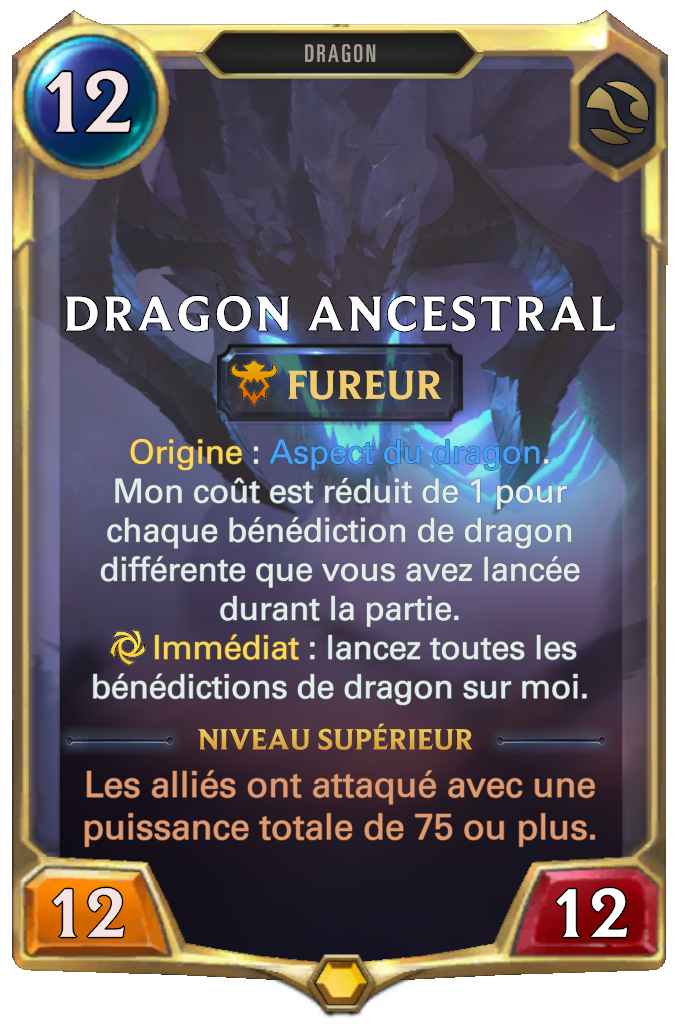 DRAGON
12
DRAGON ANCESTRAL
FUREUR
Origine : Aspect du dragon.
Mon coût est réduit de 1 pour
chaque bénédiction de dragon
différente que vous avez lancée
durant la partie.
Immédiat : lancez toutes les
bénédictions de dragon sur moi.
NIVEAU SUPÉRIEUR
Les alliés ont attaqué avec une
puissance totale de 75 ou plus.
12
12